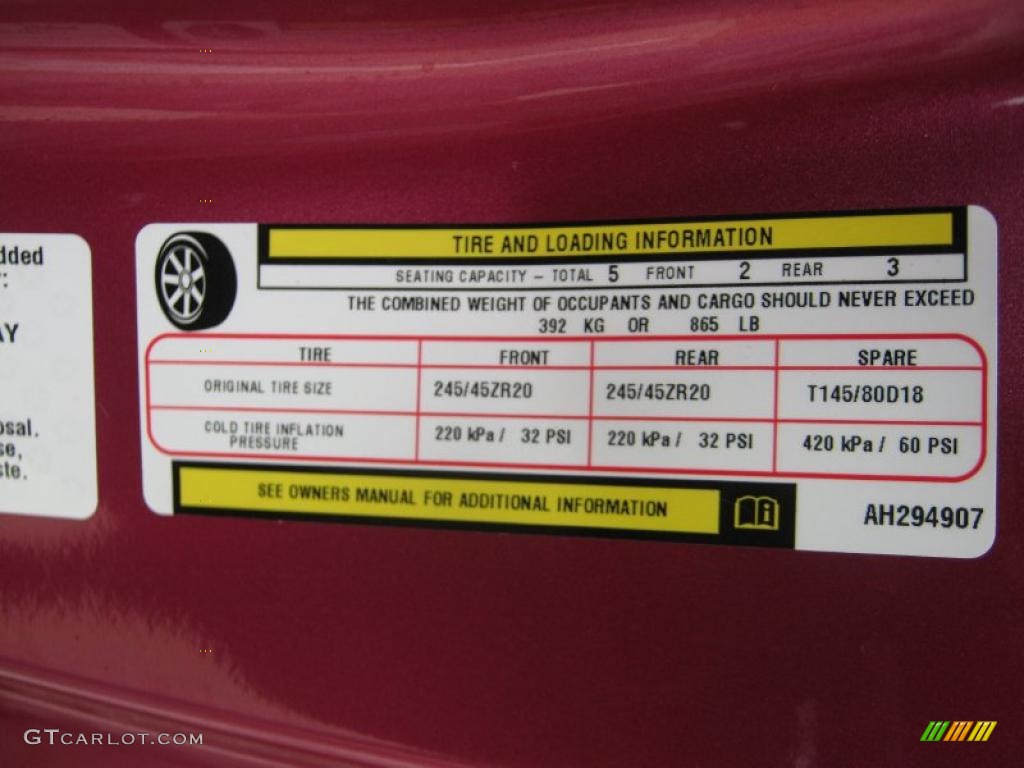 dded
r:
AY
osal.
se,
ste.
TIRE AND LOADING INFORMATION
SEATING CAPACITY – TOTAL 5 FRONT 2 REAR 3
THE COMBINED WEIGHT OF OCCUPANTS AND CARGO SHOULD NEVER EXCEED
392 KG OR 865 LB
TIRE FRONT REAR SPARE
ORIGINAL TIRE SIZE 245/45ZR20 245/45ZR20 T145/80D18
COLD TIRE INFLATION
PRESSURE 220 kPa / 32 PSI 220 kPa / 32 PSI 420 kPa / 60 PSI
SEE OWNERS MANUAL FOR ADDITIONAL INFORMATION
AH294907
GTCARLOT.COM